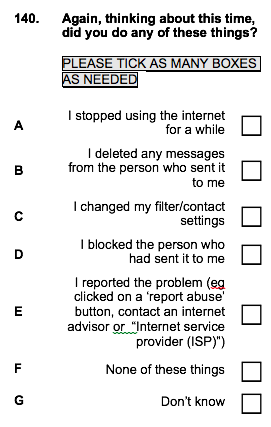 140. Again, thinking about this time,
did you do any of these things?
PLEASE TICK AS MANY BOXES
AS NEEDED
A I stopped using the internet
for a while
B I deleted any messages
from the person who sent it
to me
C I changed my filter/contact
settings
D I blocked the person who
had sent it to me
E I reported the problem (eg
clicked on a ‘report abuse’
button, contact an internet
advisor or “Internet service
provider (ISP)”)
F None of these things
G Don’t know